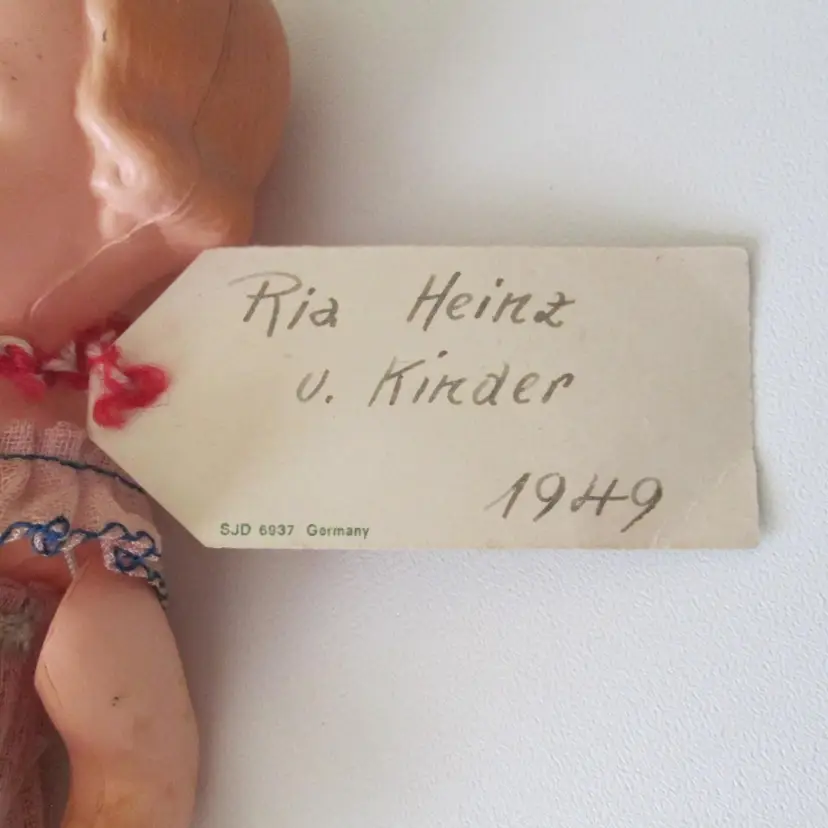 Ria Heinz
u. Kinder
1949
SJD 6937 Germany